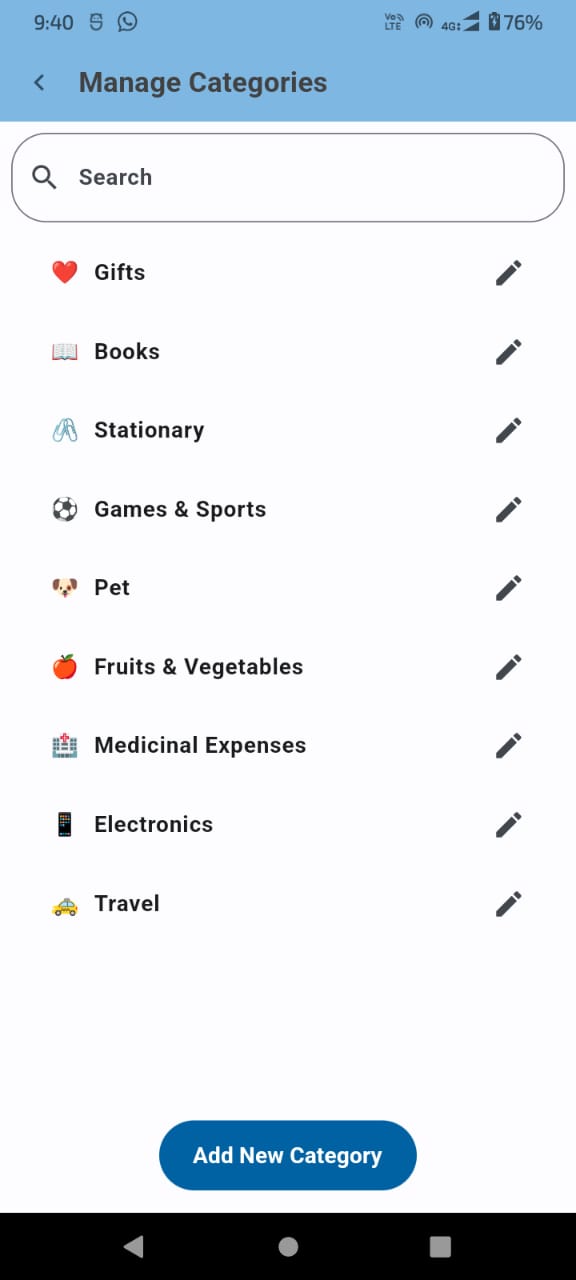 9:40 Vo LTE 4G 76%
Manage Categories
Search
Gifts
Books
Stationary
Games & Sports
Pet
Fruits & Vegetables
Medicinal Expenses
Electronics
Travel
Add New Category